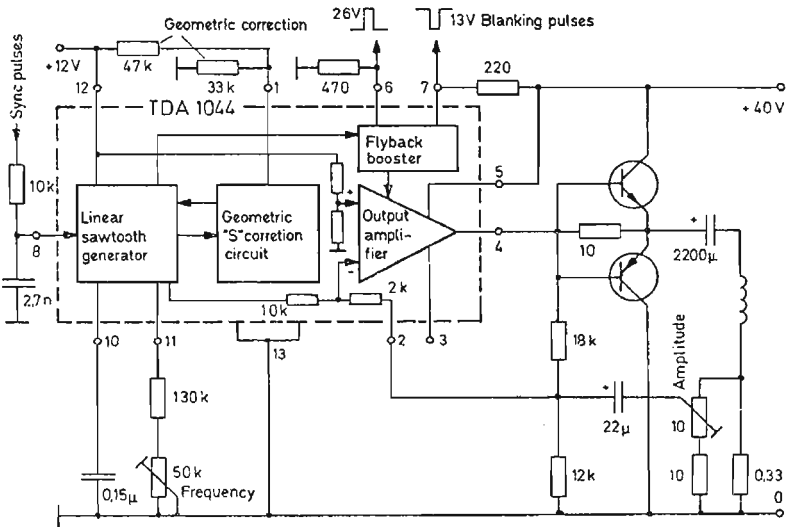 Geometric correction
26V
13V Blanking pulses
+12V
47k
33k
470
220
12
1
6
7
+40V
Sync pulses
TDA 1044
Flyback
booster
5
10k
8
Linear
sawtooth
generator
Geometric
"S"corretion
circuit
+
-
Output
ampli-
fier
4
10
+
2200µ
2,7n
10k
2k
10
11
13
2
3
18k
Amplitude
130k
+
22µ
10
50k
Frequency
0,15µ
12k
10
0,33
0